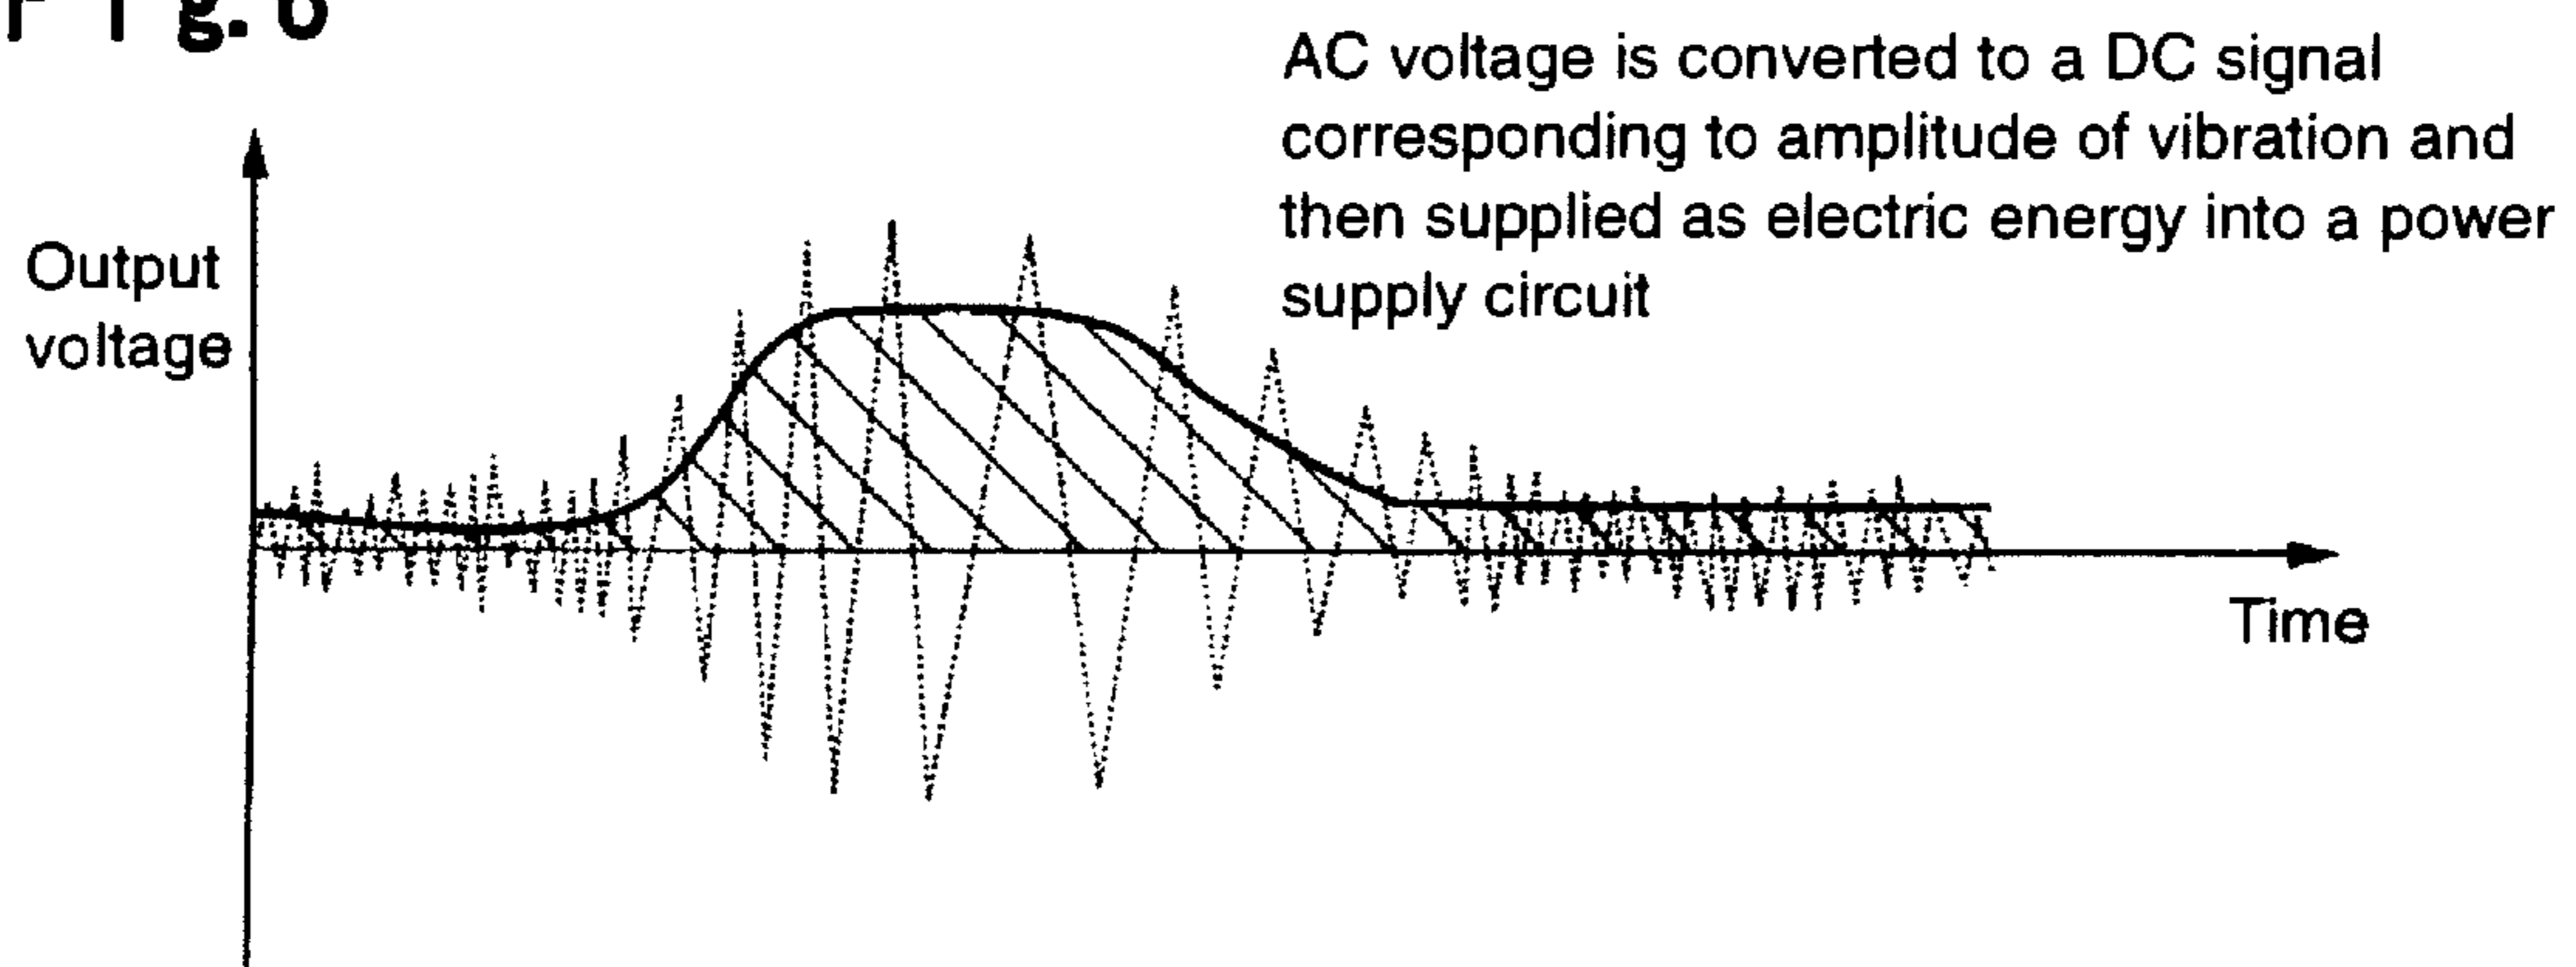 Fig.
AC voltage is converted to a DC signal
corresponding to amplitude of vibration and
then supplied as electric energy into a power
supply circuit
Output
voltage
Time